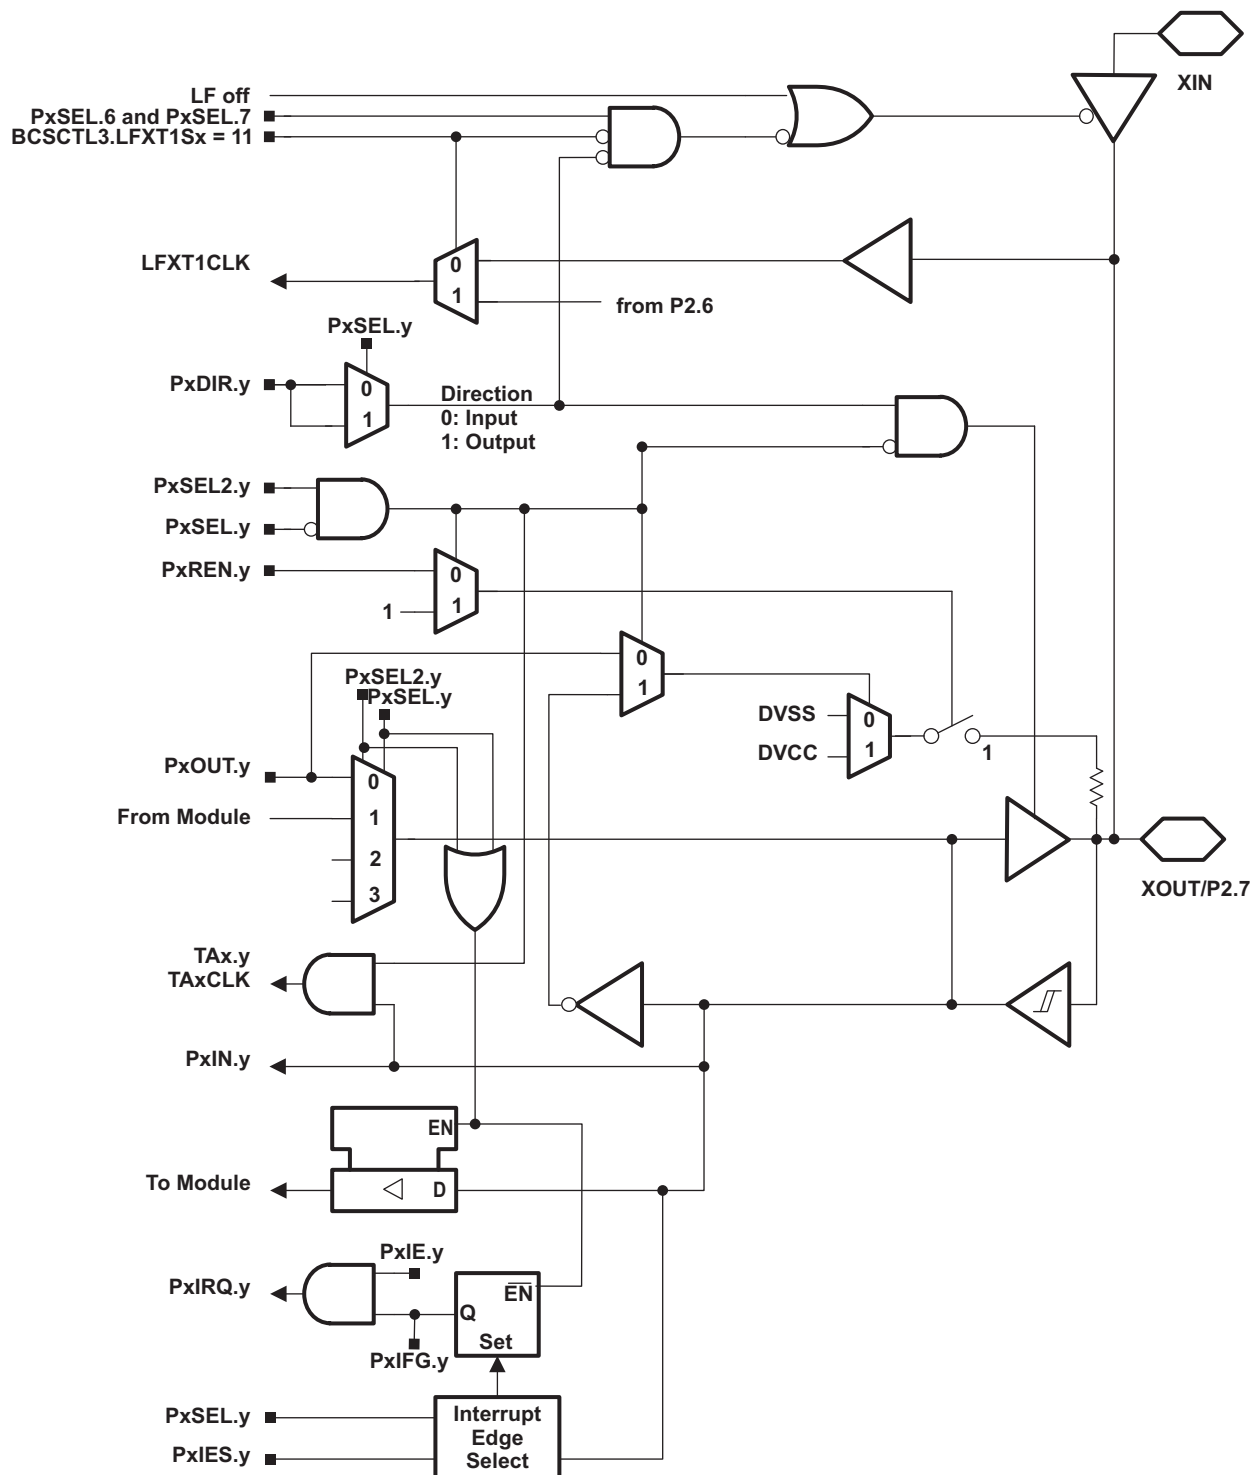 XIN
LF off
PxSEL.6 and PxSEL.7
BCSCTL3.LFXT1Sx = 11
LFXT1CLK
0
1
from P2.6
PxSEL.y
PxDIR.y
0
1
Direction
0: Input
1: Output
PxSEL2.y
PxSEL.y
PxREN.y
0
1
1
0
1
PxSEL2.y
PxSEL.y
DVSS
DVCC
0
1
1
PxOUT.y
From Module
0
1
2
3
XOUT/P2.7
TAx.y
TAxCLK
PxIN.y
EN
To Module
D
PxIE.y
PxIRQ.y
EN
Q
Set
PxIFG.y
PxSEL.y
PxIES.y
Interrupt
Edge
Select